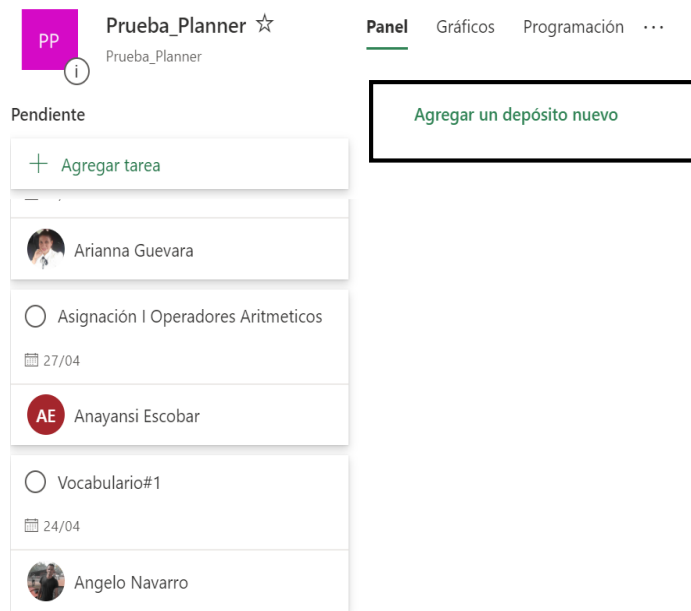 PP
Prueba_Planner
Prueba_Planner
i
Panel Gráficos Programación ...
Pendiente
Agregar un depósito nuevo
+ Agregar tarea
Arianna Guevara
Asignación I Operadores Aritmeticos
27/04
AE Anayansi Escobar
Vocabulario#1
24/04
Angelo Navarro